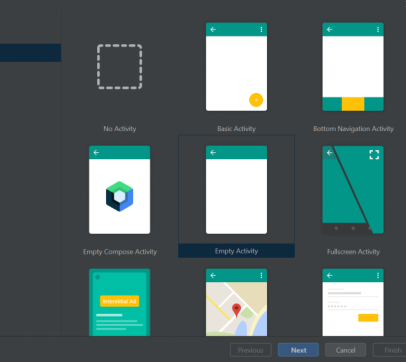 No Activity
Basic Activity
Bottom Navigation Activity
Empty Compose Activity
Empty Activity
Fullscreen Activity
Interstitial Ad
Previous
Next
Cancel
Finish